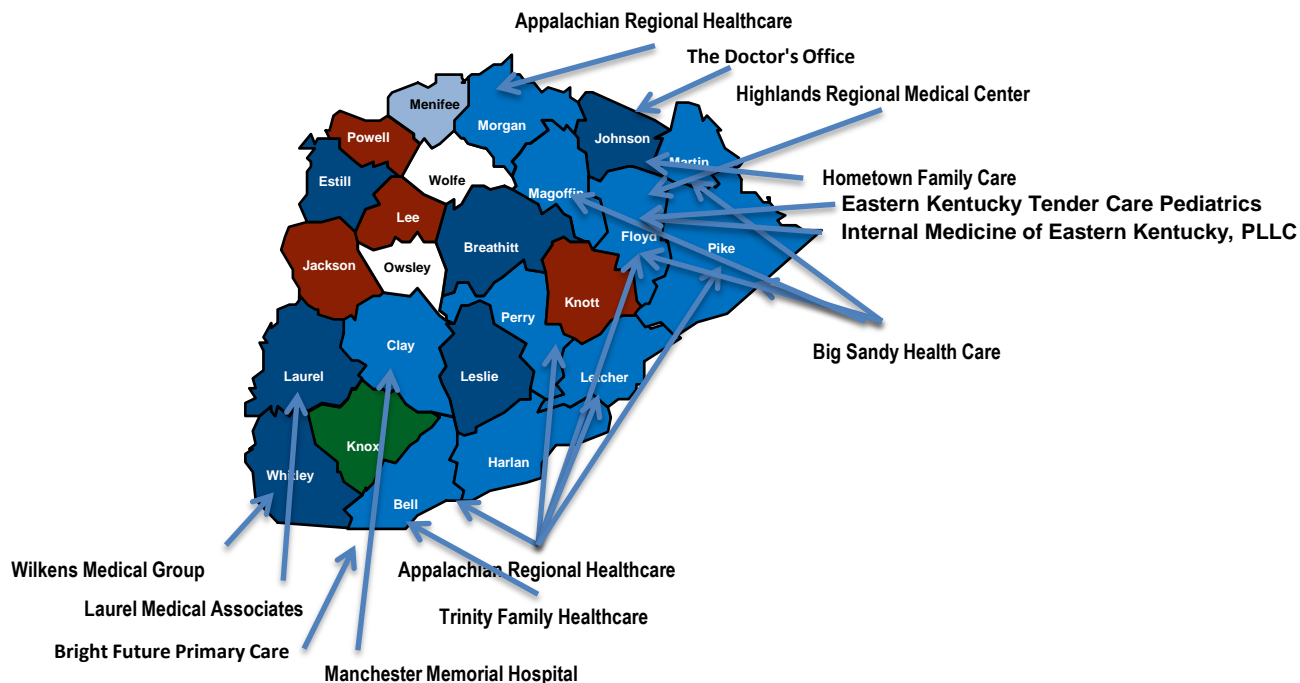 Appalachian Regional Healthcare
The Doctor's Office
Highlands Regional Medical Center
Menifee
Morgan
Powell
Johnson
Martin
Wolfe
Estill
Hometown Family Care
Magoffin
Eastern Kentucky Tender Care Pediatrics
Lee
Internal Medicine of Eastern Kentucky, PLLC
Floyd
Breathitt
Pike
Jackson
Owsley
Knott
Perry
Clay
Big Sandy Health Care
Laurel
Leslie
Letcher
Knox
Harlan
Whitley
Bell
Wilkens Medical Group
Appalachian Regional Healthcare
Laurel Medical Associates
Trinity Family Healthcare
Bright Future Primary Care
Manchester Memorial Hospital